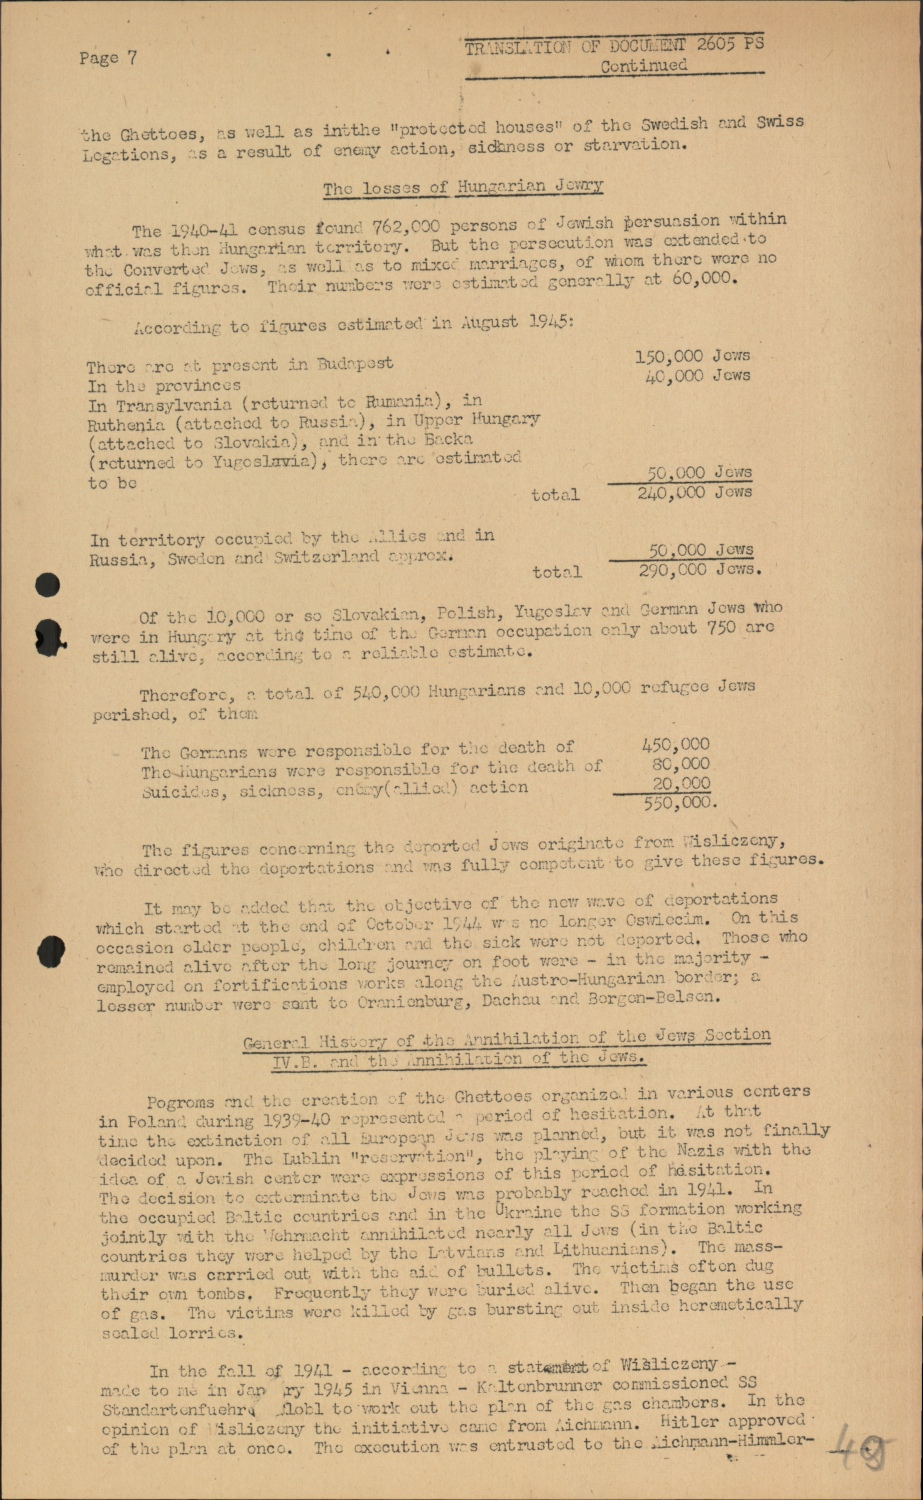 Page 7
TRANSLATION OF DOCUMENT 2605 PS
Continued
the Ghettoes, as well as intthe "protected houses" of the Swedish and Swiss
Legations, as a result of enemy action, sickness or starvation.
The losses of Hungarian Jewry
The 1940-41 census found 762,000 persons of Jewish persuasion within
what was then Hungarian territory. But the persecution was extended to
the Converted Jews, as well as to mixed marriages, of whom there were no
official figures. Their numbers were estimated generally at 60,000.
According to figures estimated in August 1945:
There are at present in Budapest 150,000 Jews
In the provinces 40,000 Jews
In Transylvania (returned to Rumania), in
Ruthenia (attached to Russia), in Upper Hungary
(attached to Slovakia), and in the Backa
(returned to Yugoslavia), there are estimated
to be 50,000 Jews
total 240,000 Jews
In territory occupied by the Allies and in
Russia, Sweden and Switzerland approx. 50,000 Jews
total 290,000 Jews.
Of the 10,000 or so Slovakian, Polish, Yugoslav and German Jews who
were in Hungary at the time of the German occupation only about 750 are
still alive, according to a reliable estimate.
Therefore, a total of 540,000 Hungarians and 10,000 refugee Jews
perished, of them
The Germans were responsible for the death of 450,000
The Hungarians were responsible for the death of 80,000
Suicides, sickness, enemy(allied) action 20,000
550,000.
The figures concerning the deported Jews originate from Wisliczeny,
who directed the deportations and was fully competent to give these figures.
It may be added that the objective of the new wave of deportations
which started at the end of October 1944 was no longer Oswiecim. On this
occasion older people, children and the sick were not deported. Those who
remained alive after the long journey on foot were - in the majority -
employed on fortifications works along the Austro-Hungarian border; a
lesser number were sent to Oranienburg, Dachau and Bergen-Belsen.
General History of the Annihilation of the Jews Section
IV.B. and the Annihilation of the Jews.
Pogroms and the creation of the Ghettoes organized in various centers
in Poland during 1939-40 represented a period of hesitation. At that
time the extinction of all European Jews was planned, but it was not finally
decided upon. The Lublin "reservation", the playing of the Nazis with the
idea of a Jewish center were expressions of this period of hesitation.
The decision to exterminate the Jews was probably reached in 1941. In
the occupied Baltic countries and in the Ukraine the SS formation working
jointly with the Wehrmacht annihilated nearly all Jews (in the Baltic
countries they were helped by the Latvians and Lithuanians). The mass-
murder was carried out with the aid of bullets. The victims often dug
their own tombs. Frequently they were buried alive. Then began the use
of gas. The victims were killed by gas bursting out inside heremetically
sealed lorries.
In the fall of 1941 - according to a statement of Wisliczeny -
made to me in Jan ry 1945 in Vienna - Kaltenbrunner commissioned SS
Standartenfuehr to work out the plan of the gas chambers. In the
opinion of Wisliczeny the initiative came from Aichmann. Hitler approved
of the plan at once. The execution was entrusted to the Aichmann-Himmler-